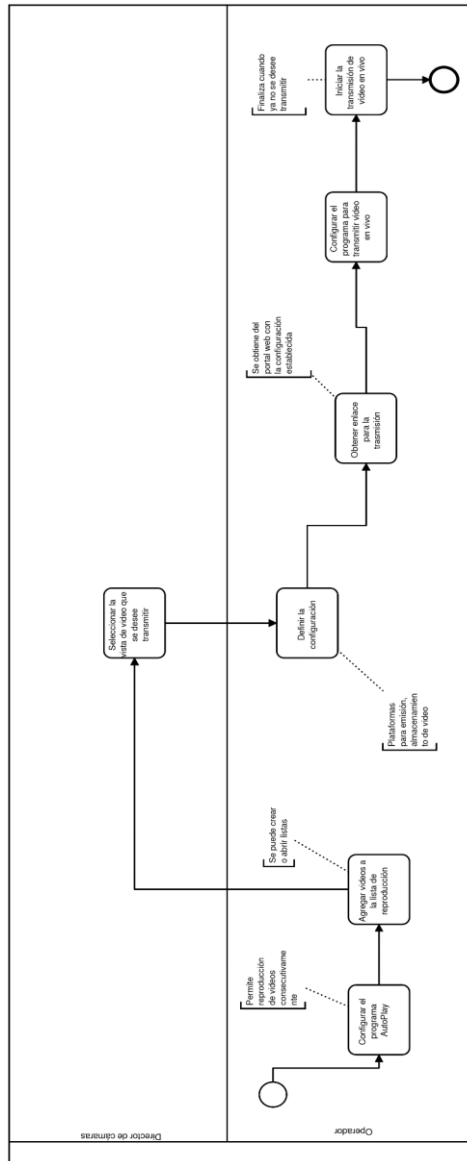 Director de cámaras
Seleccionar la
vista de video que
se desee
transmitir
Operador
Configurar el
programa
AutoPlay
Permite
reproducción
de videos
consecutivame
nte
Agregar videos a
la lista de
reproducción
Se puede crear
o abrir listas
Definir la
configuración
Plataformas
para emisión,
almacenamien
to de video
Obtener enlace
para la
trasmisión
Se obtiene del
portal web con
la configuración
establecida
Configurar el
programa para
transmitir video
en vivo
Iniciar la
transmisión de
video en vivo
Finaliza cuando
ya no se desee
transmitir